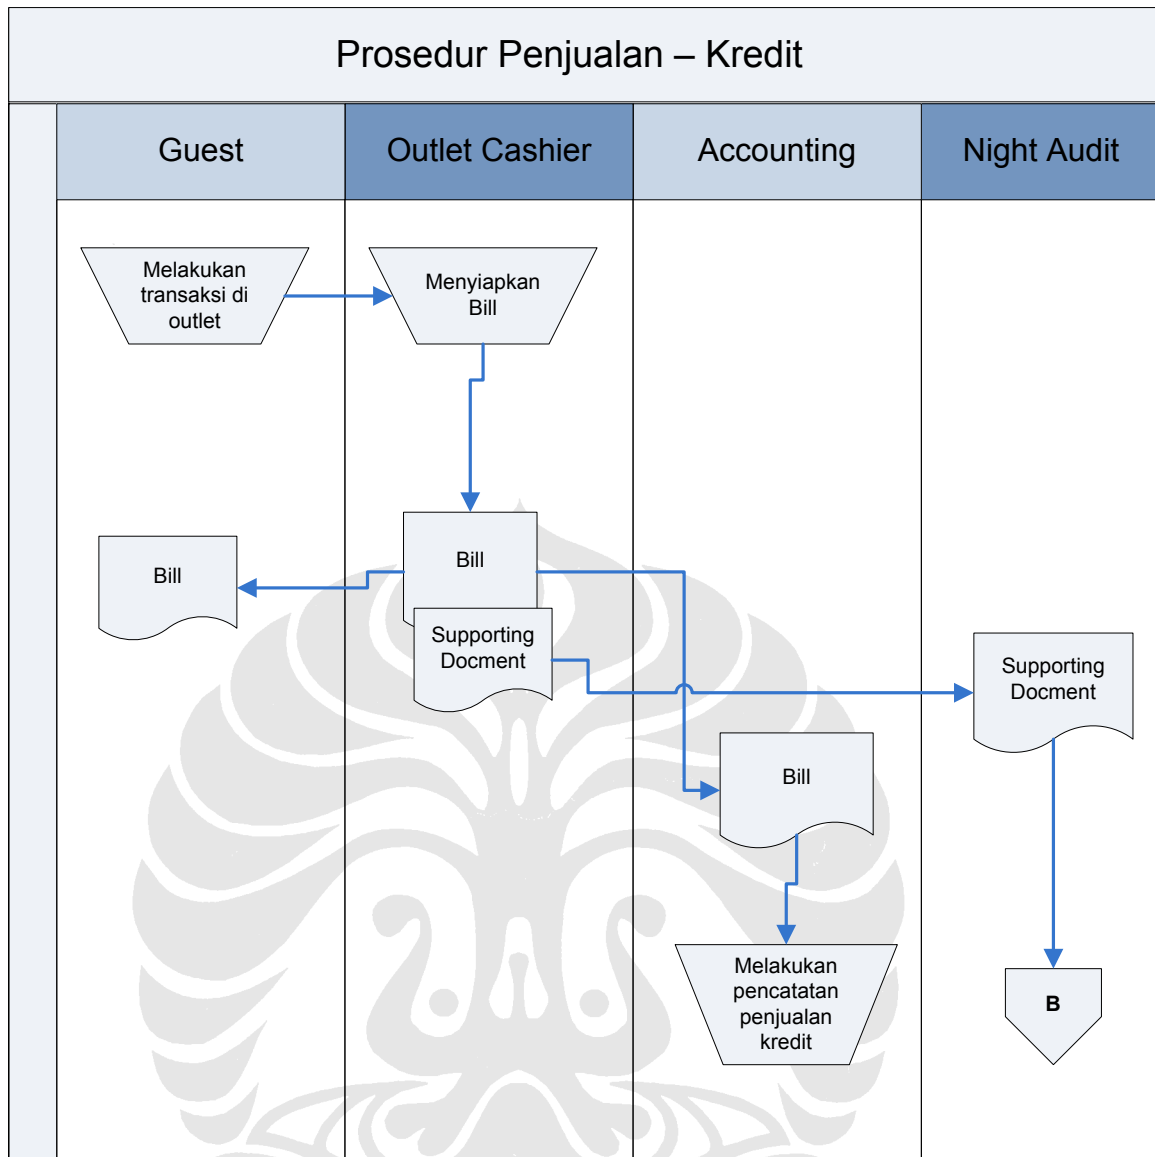 Prosedur Penjualan – Kredit
Guest
Outlet Cashier
Accounting
Night Audit
Melakukan
transaksi di
outlet
Menyiapkan
Bill
Bill
Bill
Supporting
Docment
Supporting
Docment
Bill
Melakukan
pencatatan
penjualan
kredit
B